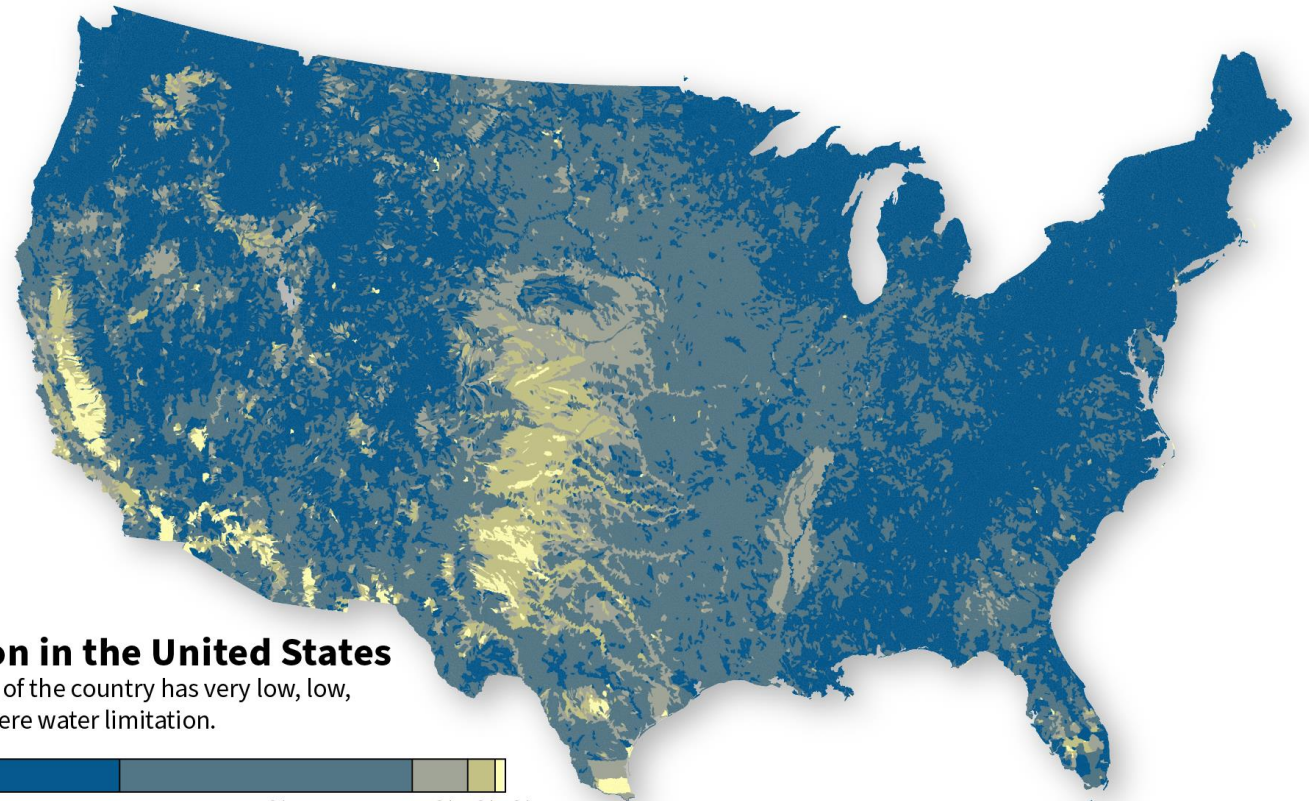 on in the United States
of the country has very low, low,
ere water limitation.